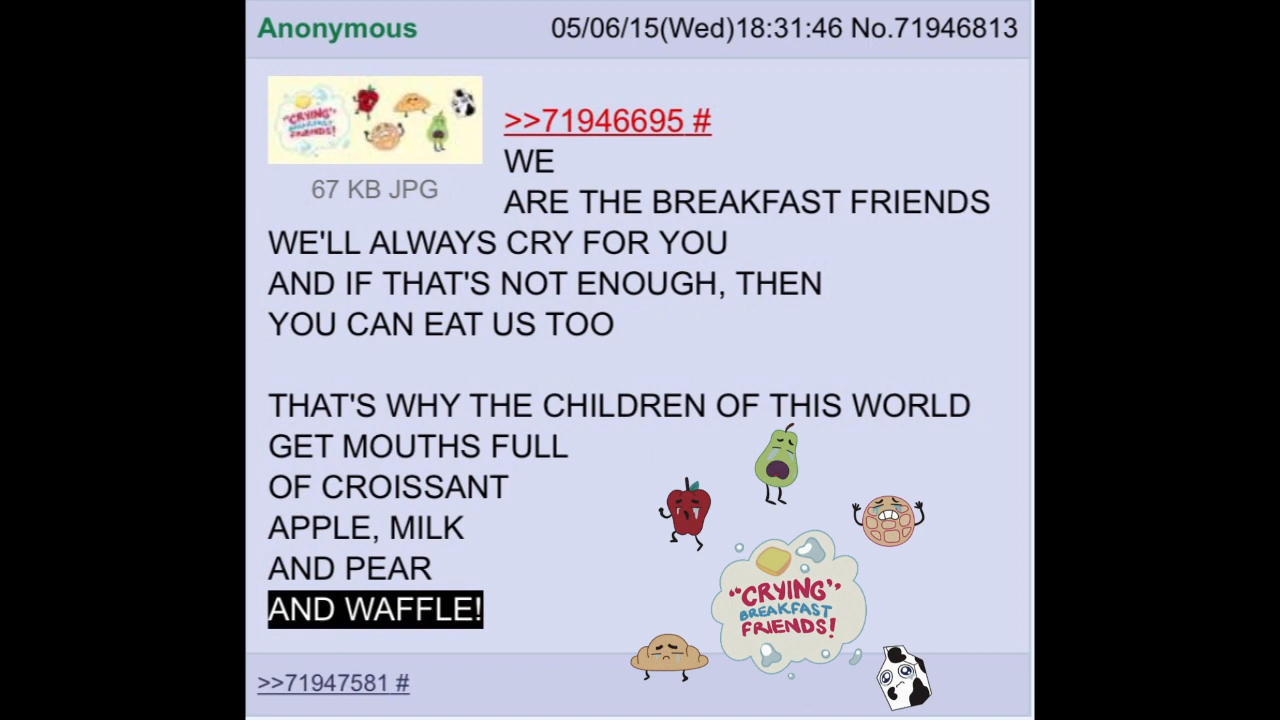 Anonymous 05/06/15(Wed)18:31:46 No.71946813
"CRYING"
BREAKFAST
FRIENDS!
67 KB JPG
>>71946695 #
WE
ARE THE BREAKFAST FRIENDS
WE'LL ALWAYS CRY FOR YOU
AND IF THAT'S NOT ENOUGH, THEN
YOU CAN EAT US TOO
THAT'S WHY THE CHILDREN OF THIS WORLD
GET MOUTHS FULL
OF CROISSANT
APPLE, MILK
AND PEAR
AND WAFFLE!
"CRYING"
BREAKFAST
FRIENDS!
>>71947581 #